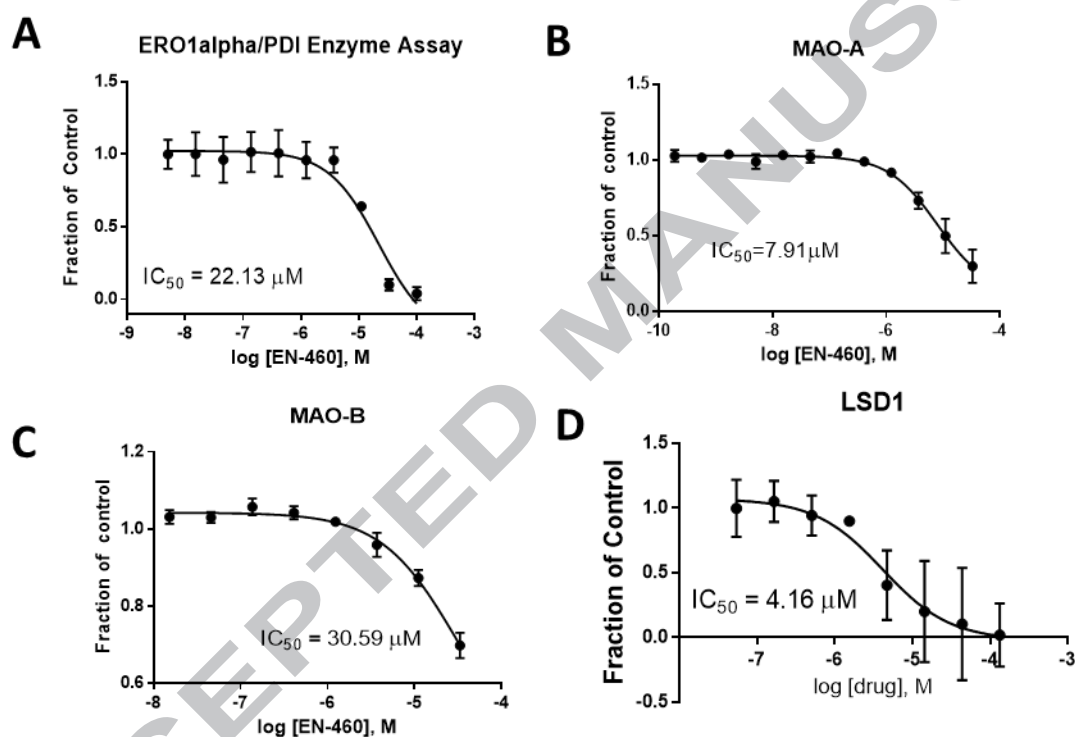 A
ERO1alpha/PDI Enzyme Assay
Fraction of Control
1.5
1.0
0.5
0.0
IC50 = 22.13 µM
-9 -8 -7 -6 -5 -4 -3
log [EN-460], M
B
MAO-A
Fraction of control
1.5
1.0
0.5
0.0
IC50=7.91µM
-10 -8 -6 -4
log [EN-460], M
C
MAO-B
Fraction of control
1.2
1.0
0.8
0.6
IC50 = 30.59 µM
-8 -7 -6 -5 -4
log [EN-460], M
D
LSD1
Fraction of Control
1.5
1.0
0.5
0.0
-0.5
IC50 = 4.16 µM
-7 -6 -5 -4 -3
log [drug], M
CEPTED MANUS